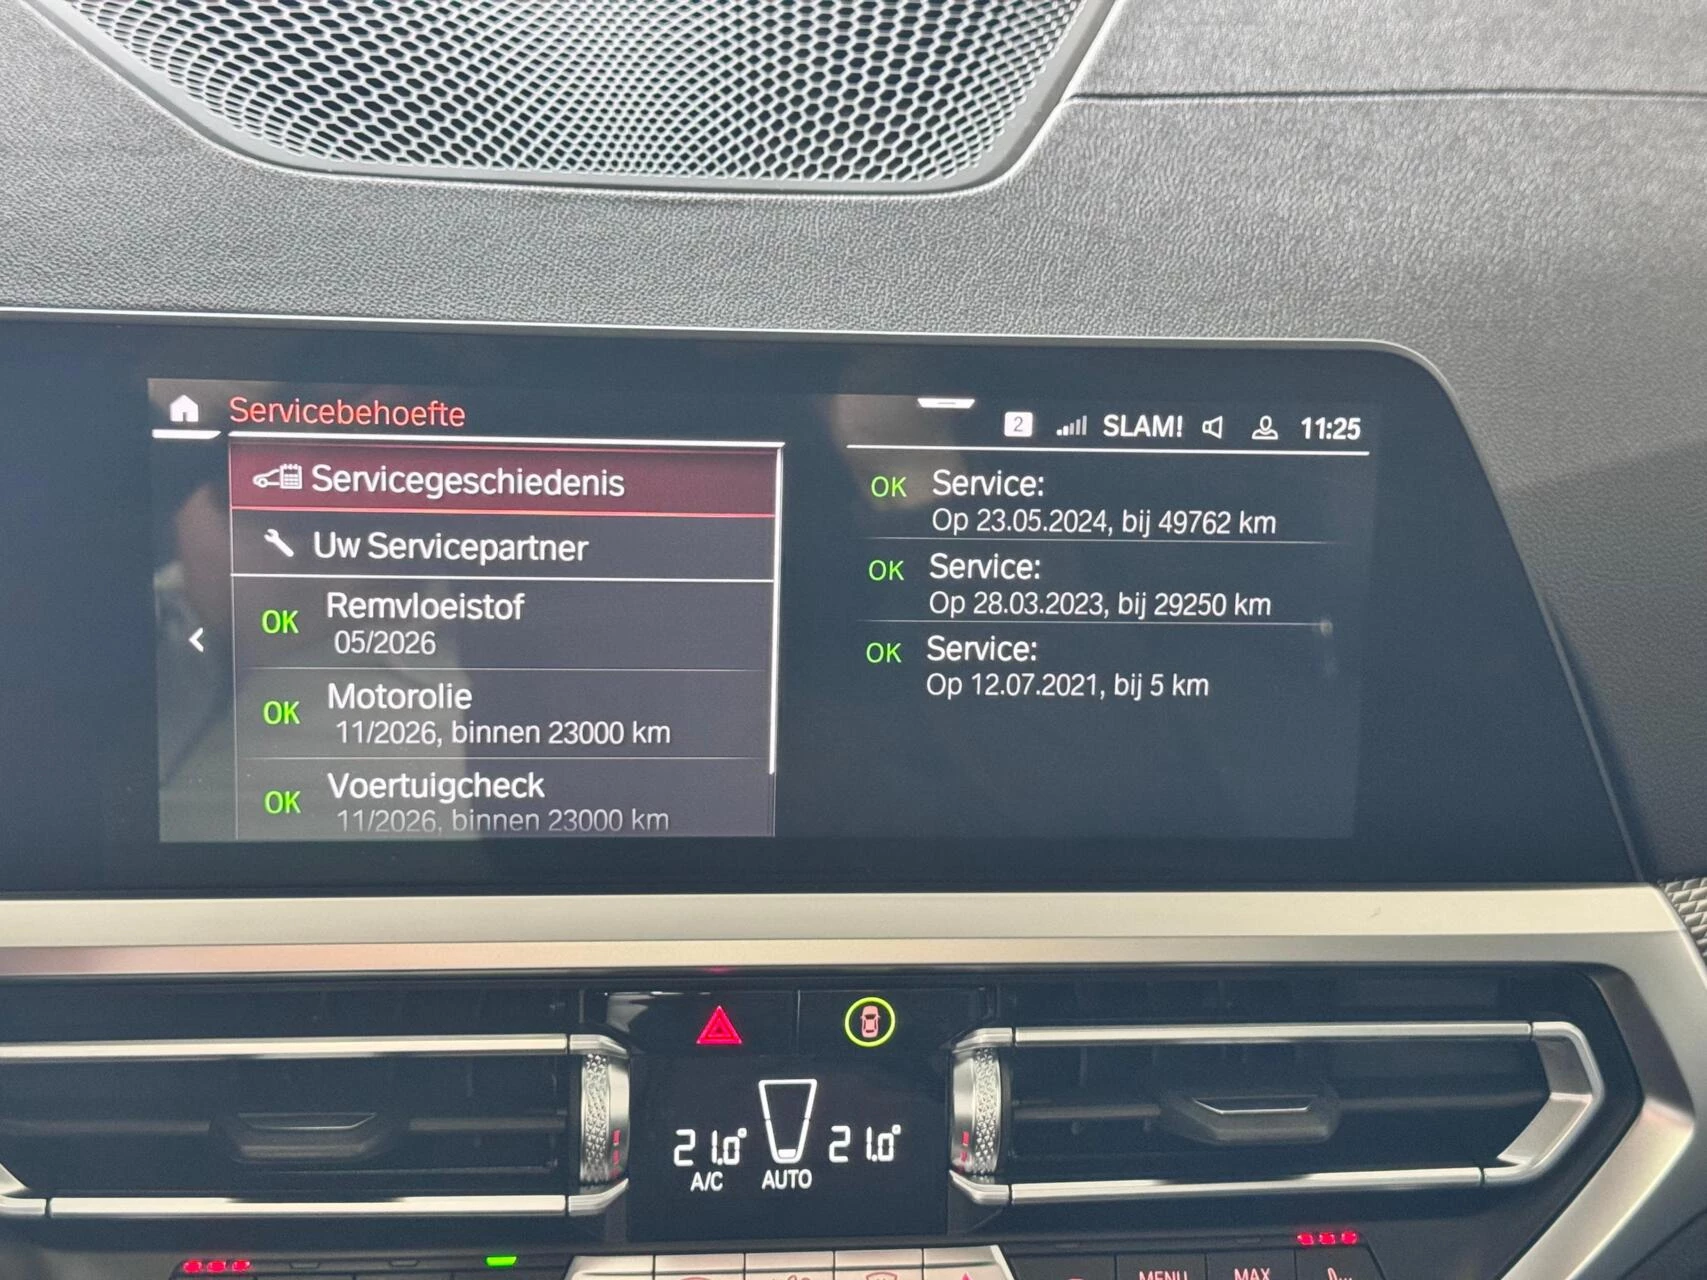 Servicebehoefte
2 SLAM! 11:25
Servicegeschiedenis
Uw Servicepartner
OK Remvloeistof
05/2026
OK Motorolie
11/2026, binnen 23000 km
OK Voertuigcheck
11/2026, binnen 23000 km
OK Service:
Op 23.05.2024, bij 49762 km
OK Service:
Op 28.03.2023, bij 29250 km
OK Service:
Op 12.07.2021, bij 5 km
21.0° 21.0°
A/C AUTO
MENU MAX